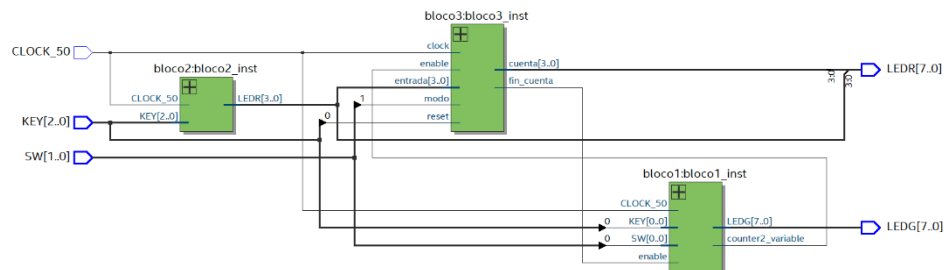 bloco3:bloco3_inst
CLOCK_50
clock
bloco2:bloco2_inst
enable
cuenta[3..0]
LEDR[7..0]
entrada[3..0]
fin_cuenta
3:0
3:0
CLOCK_50
LEDR[3..0]
1
modo
KEY[2..0]
KEY[2..0]
0
reset
SW[1..0]
bloco1:bloco1_inst
CLOCK_50
0
KEY[0..0]
LEDG[7..0]
LEDG[7..0]
0
SW[0..0]
counter2_variable
enable